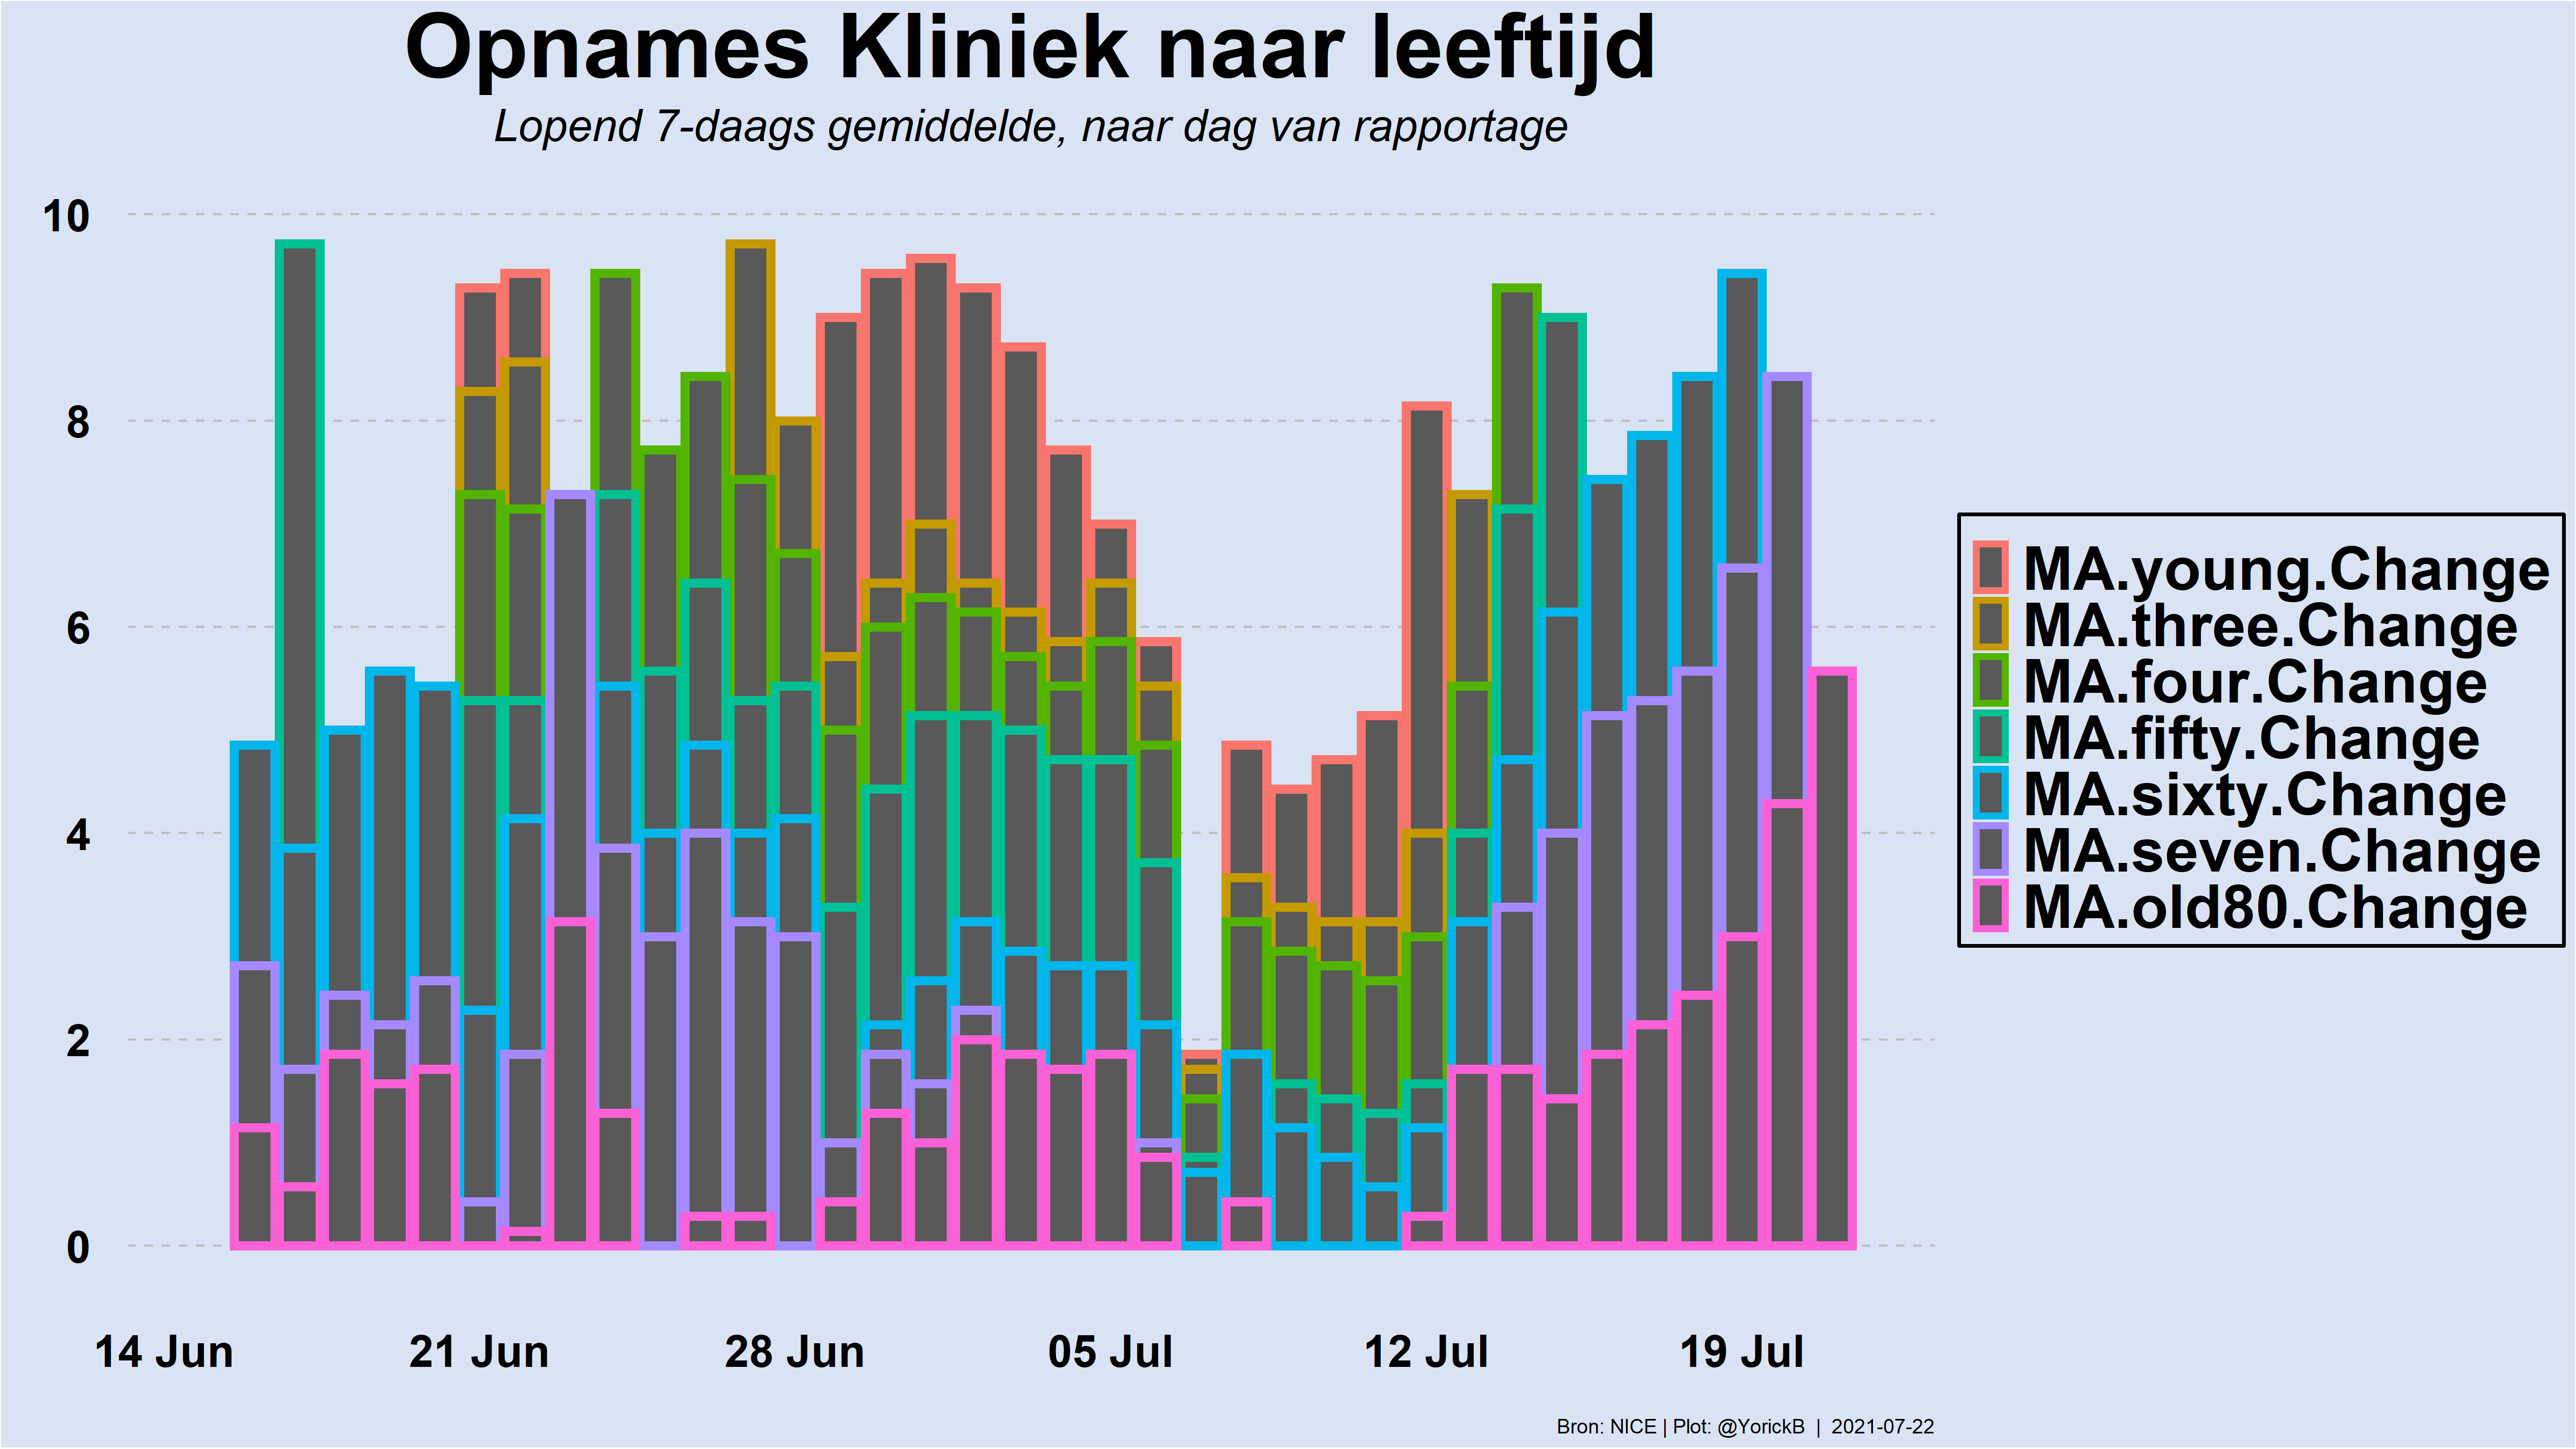 Opnames Kliniek naar leeftijd
Lopend 7-daags gemiddelde, naar dag van rapportage
10
8
6
4
2
0
14 Jun
21 Jun
28 Jun
05 Jul
12 Jul
19 Jul
MA.young.Change
MA.three.Change
MA.four.Change
MA.fifty.Change
MA.sixty.Change
MA.seven.Change
MA.old80.Change
Bron: NICE | Plot: @YorickB | 2021-07-22